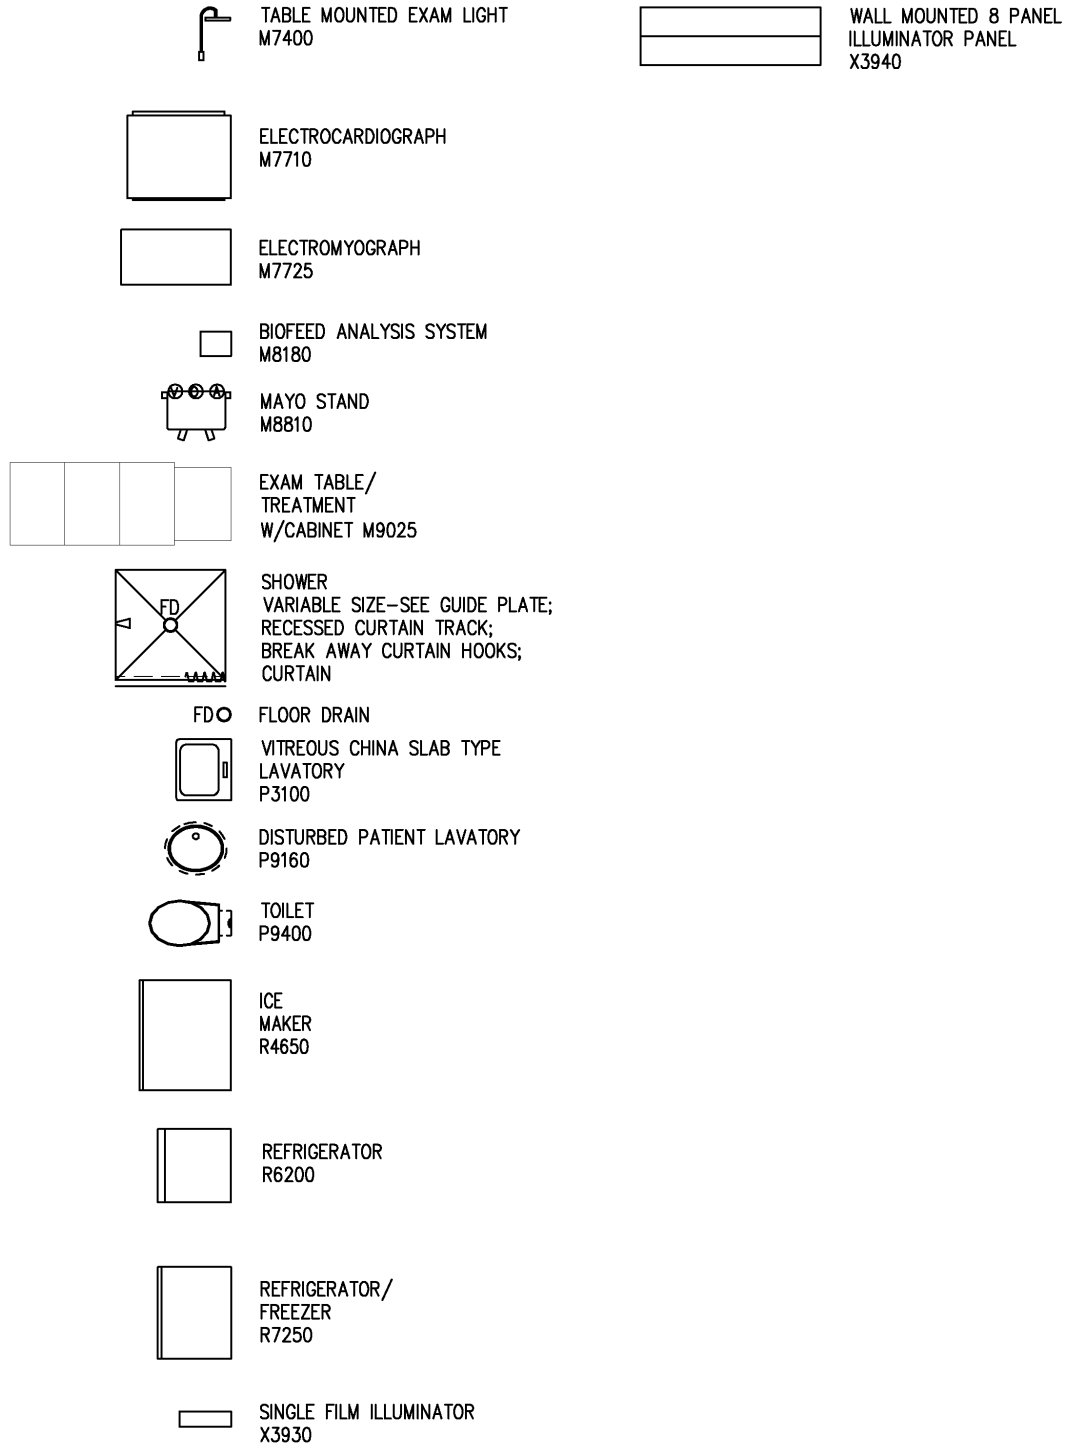 TABLE MOUNTED EXAM LIGHT
M7400
WALL MOUNTED 8 PANEL
ILLUMINATOR PANEL
X3940
ELECTROCARDIOGRAPH
M7710
ELECTROMYOGRAPH
M7725
BIOFEED ANALYSIS SYSTEM
M8180
V O A
MAYO STAND
M8810
EXAM TABLE/
TREATMENT
W/CABINET M9025
FD
SHOWER
VARIABLE SIZE-SEE GUIDE PLATE;
RECESSED CURTAIN TRACK;
BREAK AWAY CURTAIN HOOKS;
CURTAIN
FD FLOOR DRAIN
VITREOUS CHINA SLAB TYPE
LAVATORY
P3100
DISTURBED PATIENT LAVATORY
P9160
TOILET
P9400
ICE
MAKER
R4650
REFRIGERATOR
R6200
REFRIGERATOR/
FREEZER
R7250
SINGLE FILM ILLUMINATOR
X3930